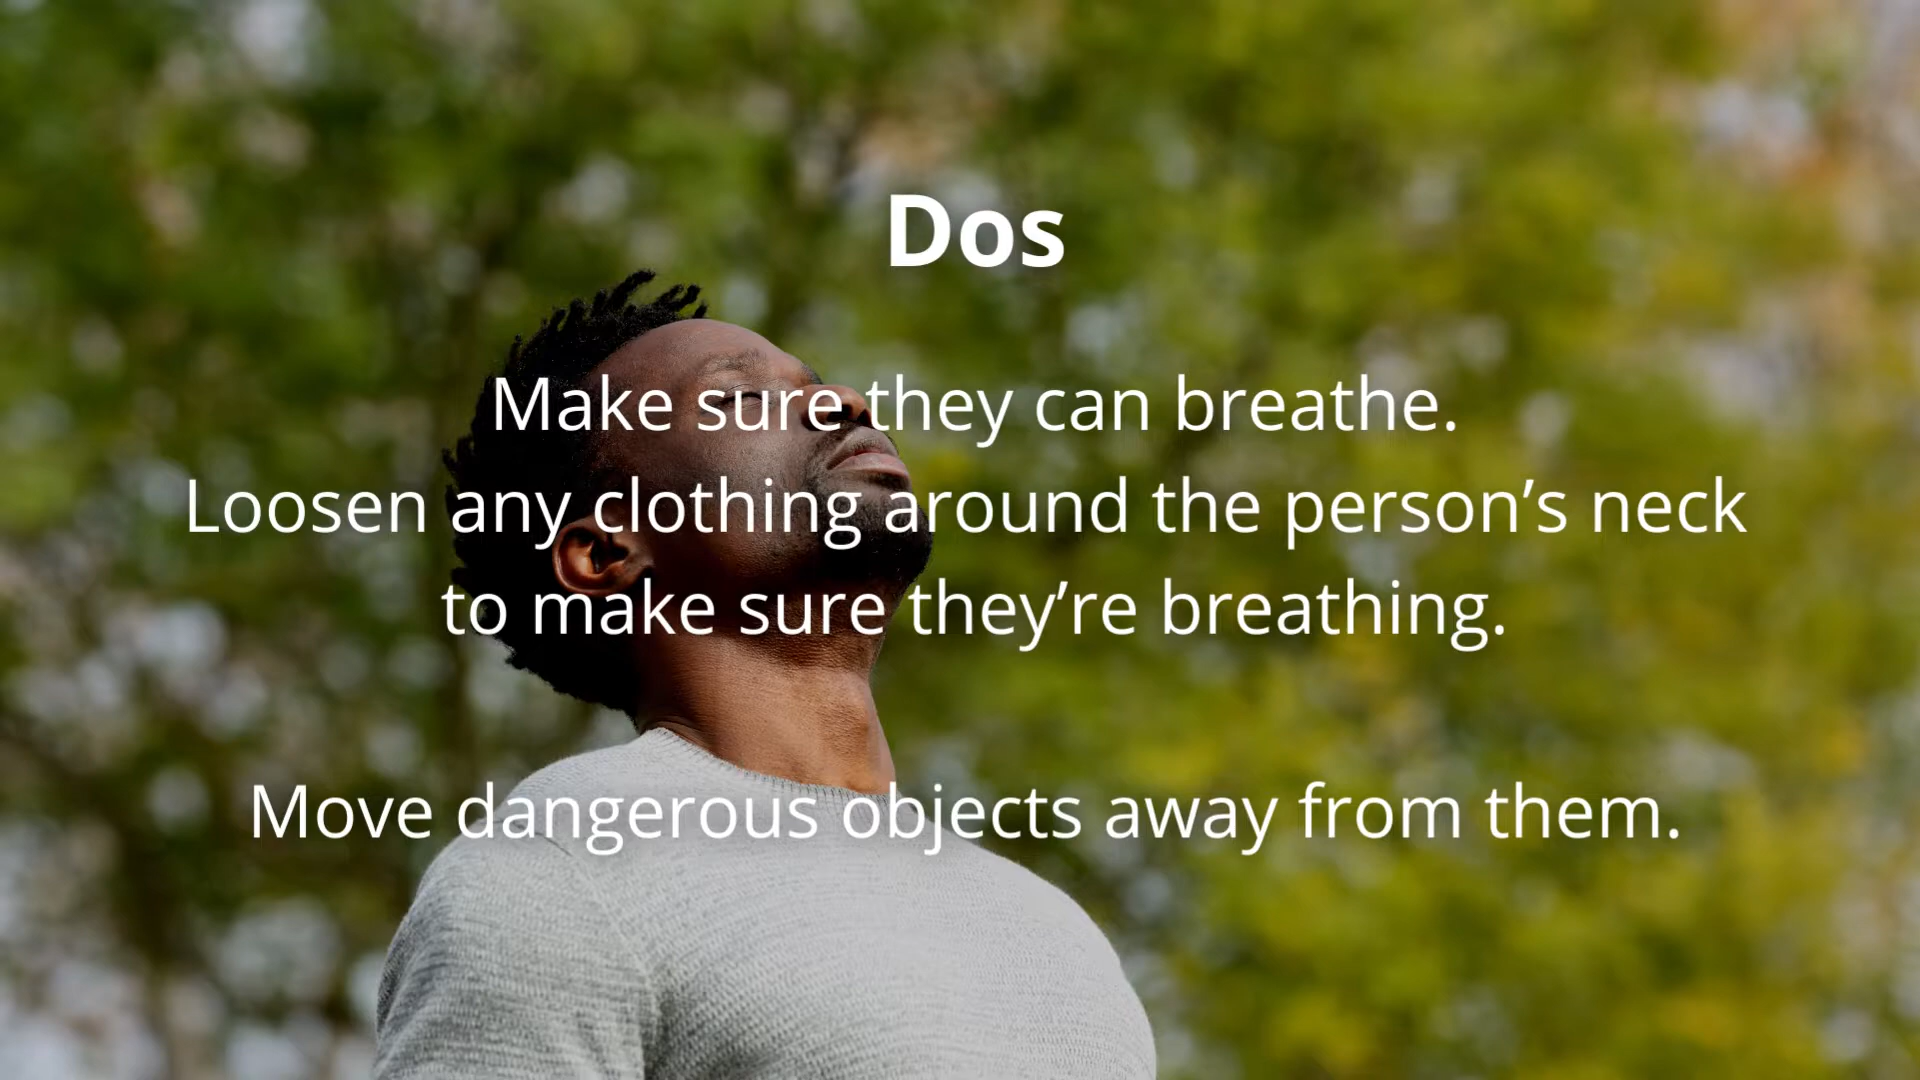 Dos
Make sure they can breathe.
Loosen any clothing around the person’s neck
to make sure they’re breathing.
Move dangerous objects away from them.